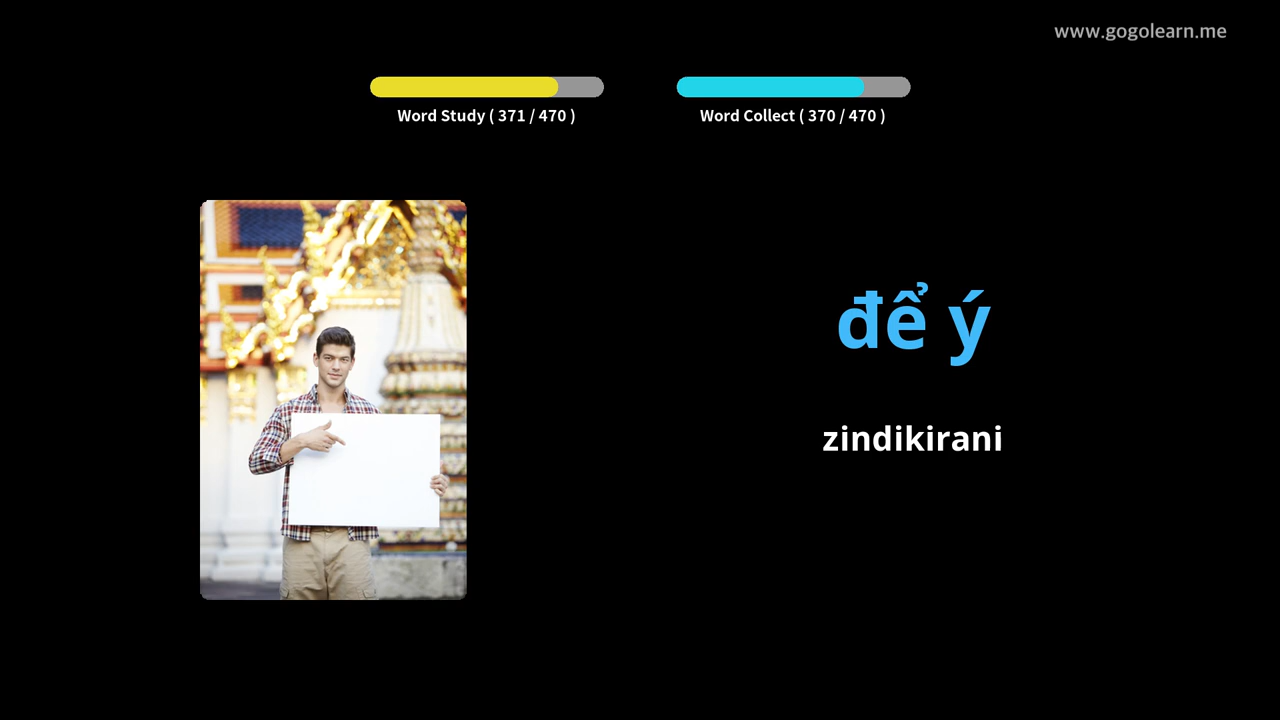 www.gogolearn.me
Word Study ( 371 / 470 )
Word Collect ( 370 / 470 )
để ý
zindikirani